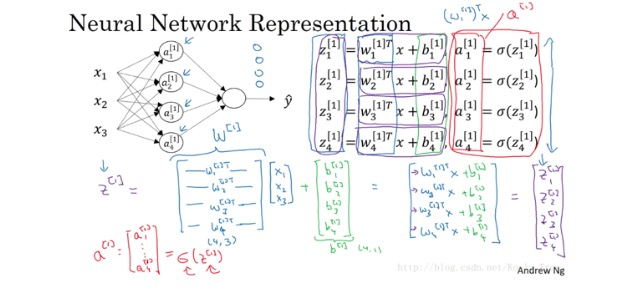 Neural Network Representation
(w₁^[1])^T x a^[1]
x₁
x₂
x₃
a₁^[1]
a₂^[1]
a₃^[1]
a₄^[1]
ŷ
z₁^[1] = w₁^[1]T x + b₁^[1], a₁^[1] = σ(z₁^[1])
z₂^[1] = w₂^[1]T x + b₂^[1], a₂^[1] = σ(z₂^[1])
z₃^[1] = w₃^[1]T x + b₃^[1], a₃^[1] = σ(z₃^[1])
z₄^[1] = w₄^[1]T x + b₄^[1], a₄^[1] = σ(z₄^[1])
W^[1]
z^[1] = [ — w₁^[1]T — ] [ x₁ ] + [ b₁^[1] ] = [ → w₁^[1]T x + b₁^[1] ] = [ z₁^[1] ]
[ — w₂^[1]T — ] [ x₂ ] [ b₂^[1] ] [ → w₂^[1]T x + b₂^[1] ] [ z₂^[1] ]
[ — w₃^[1]T — ] [ x₃ ] [ b₃^[1] ] [ → w₃^[1]T x + b₃^[1] ] [ z₃^[1] ]
[ — w₄^[1]T — ] [ b₄^[1] ] [ → w₄^[1]T x + b₄^[1] ] [ z₄^[1] ]
(4,3)
b^[1] (4,1)
a^[1] = [ a₁^[1] ⋮ a₄^[1] ] = σ(z^[1])
Andrew Ng